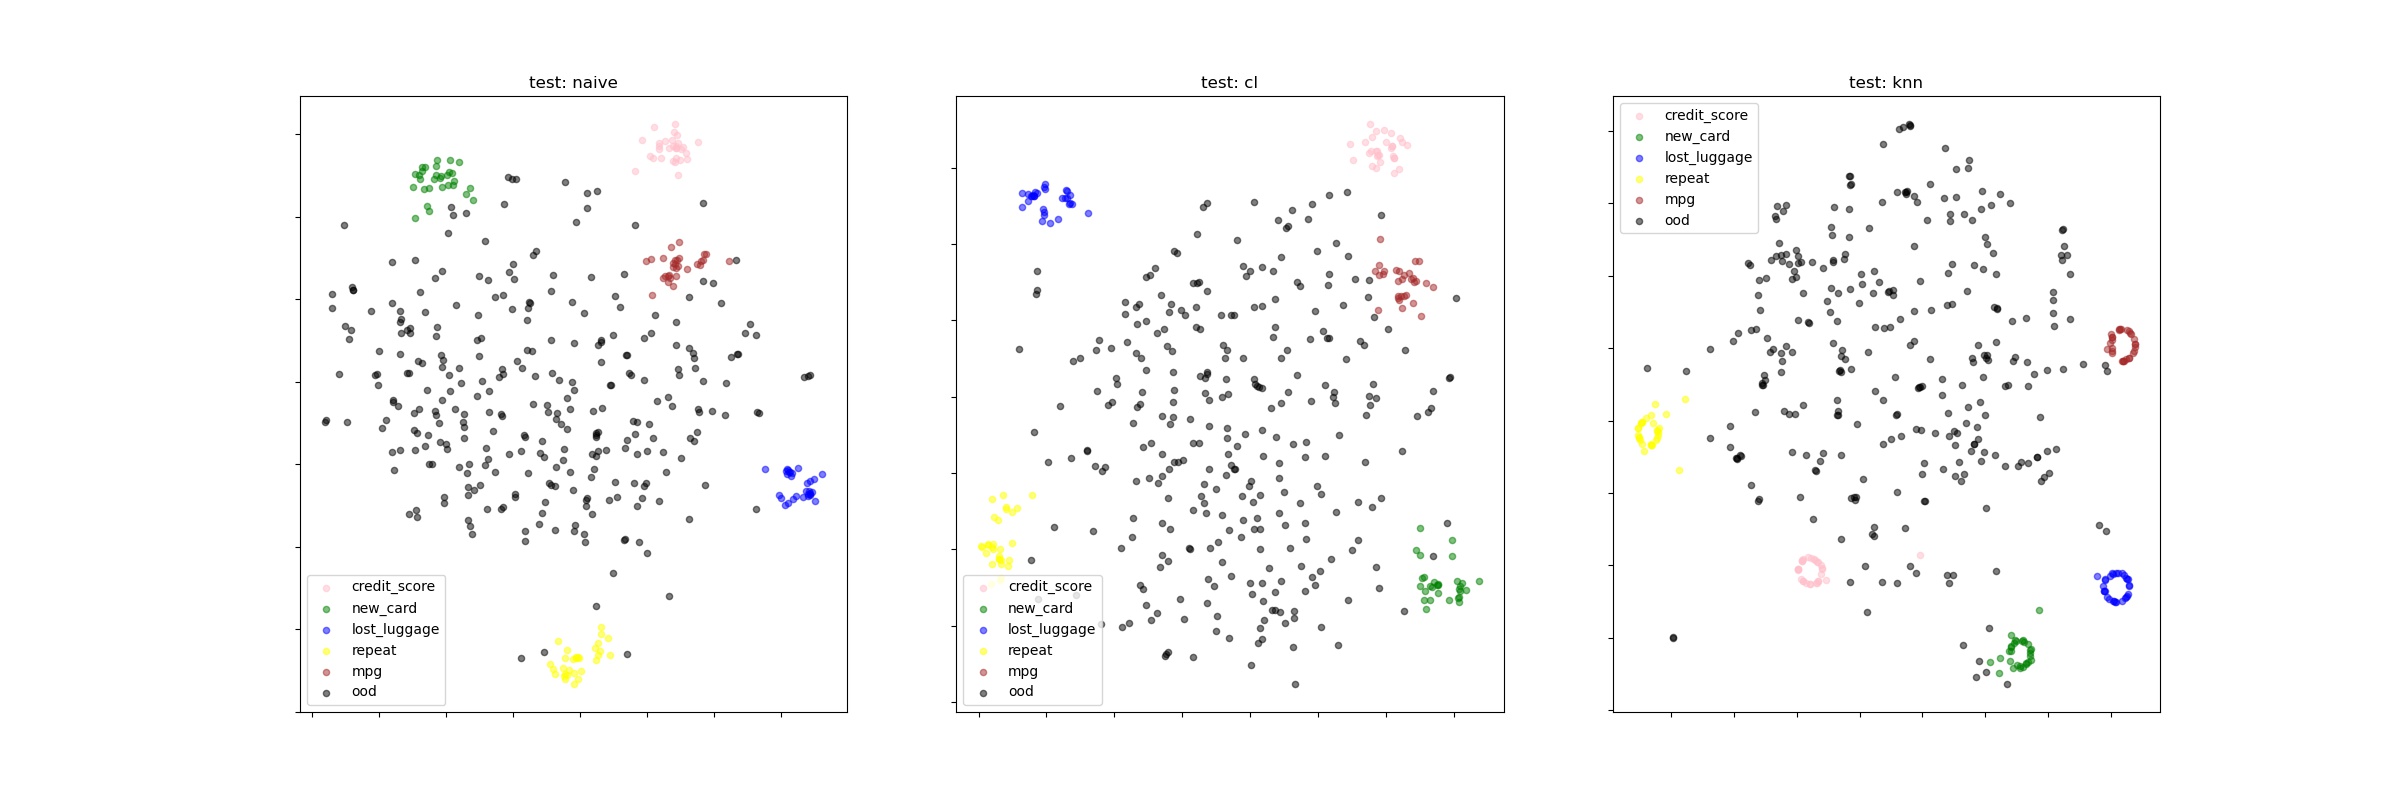 test: naive
credit_score
new_card
lost_luggage
repeat
mpg
ood
test: cl
credit_score
new_card
lost_luggage
repeat
mpg
ood
test: knn
credit_score
new_card
lost_luggage
repeat
mpg
ood